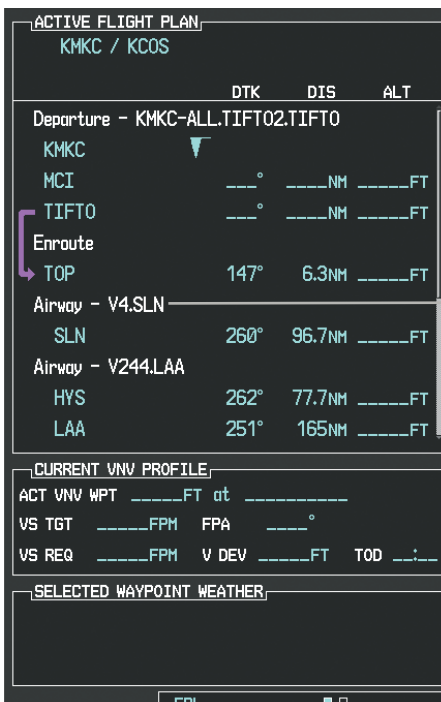 ACTIVE FLIGHT PLAN
KMKC / KCOS
DTK DIS ALT
Departure - KMKC-ALL.TIFTO2.TIFTO
KMKC
MCI ___° ____NM _____FT
TIFTO ___° ____NM _____FT
Enroute
TOP 147° 6.3NM _____FT
Airway - V4.SLN
SLN 260° 96.7NM _____FT
Airway - V244.LAA
HYS 262° 77.7NM _____FT
LAA 251° 165NM _____FT
CURRENT VNV PROFILE
ACT VNV WPT _____FT at __________
VS TGT _____FPM FPA ____°
VS REQ _____FPM V DEV _____FT TOD __:__
SELECTED WAYPOINT WEATHER